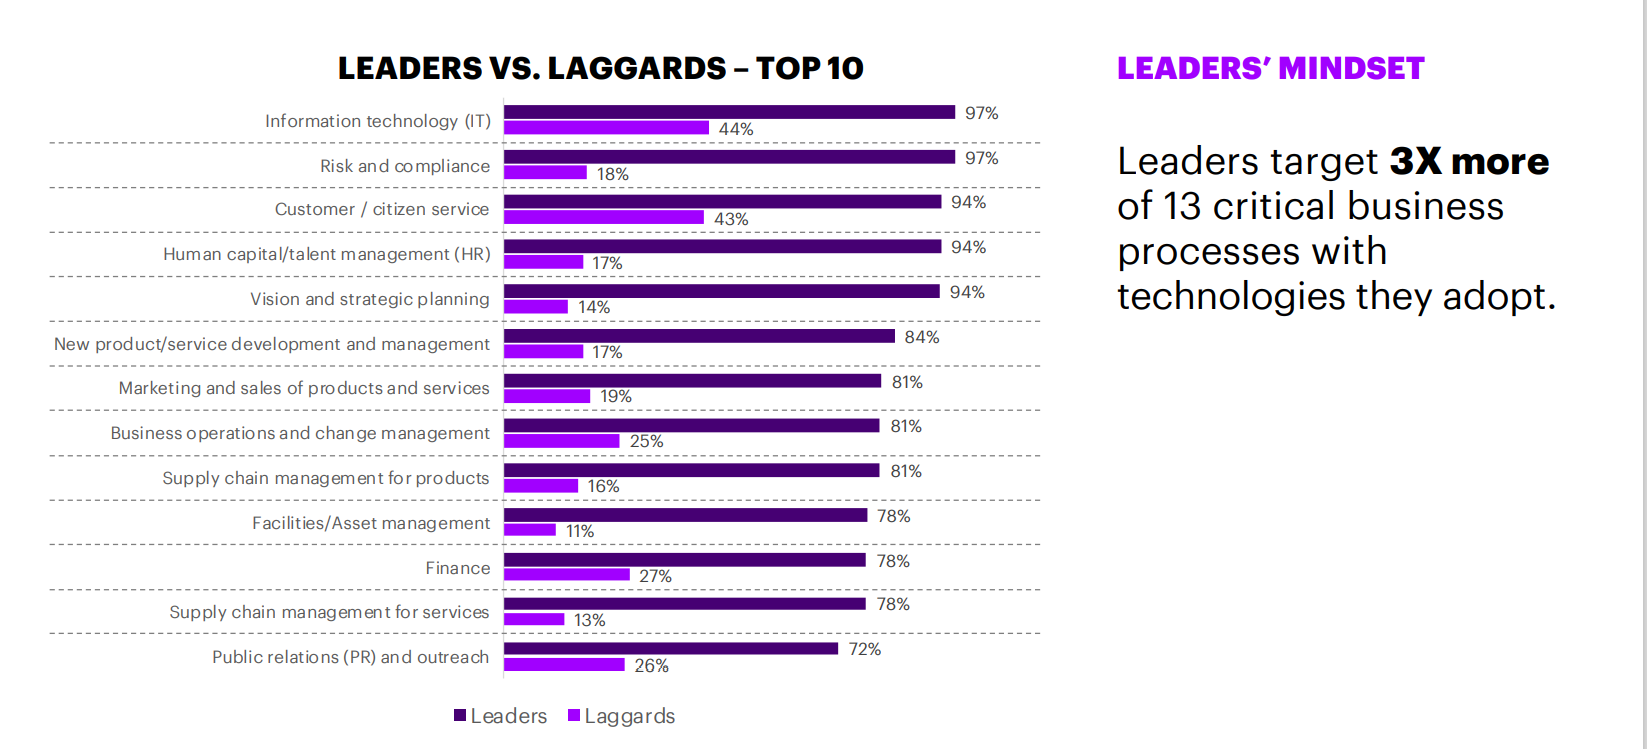 LEADERS VS. LAGGARDS – TOP 10
Information technology (IT)
97%
44%
Risk and compliance
97%
18%
Customer / citizen service
94%
43%
Human capital/talent management (HR)
94%
17%
Vision and strategic planning
94%
14%
New product/service development and management
84%
17%
Marketing and sales of products and services
81%
19%
Business operations and change management
81%
25%
Supply chain management for products
81%
16%
Facilities/Asset management
78%
11%
Finance
78%
27%
Supply chain management for services
78%
13%
Public relations (PR) and outreach
72%
26%
Leaders
Laggards
LEADERS’ MINDSET
Leaders target 3X more
of 13 critical business
processes with
technologies they adopt.